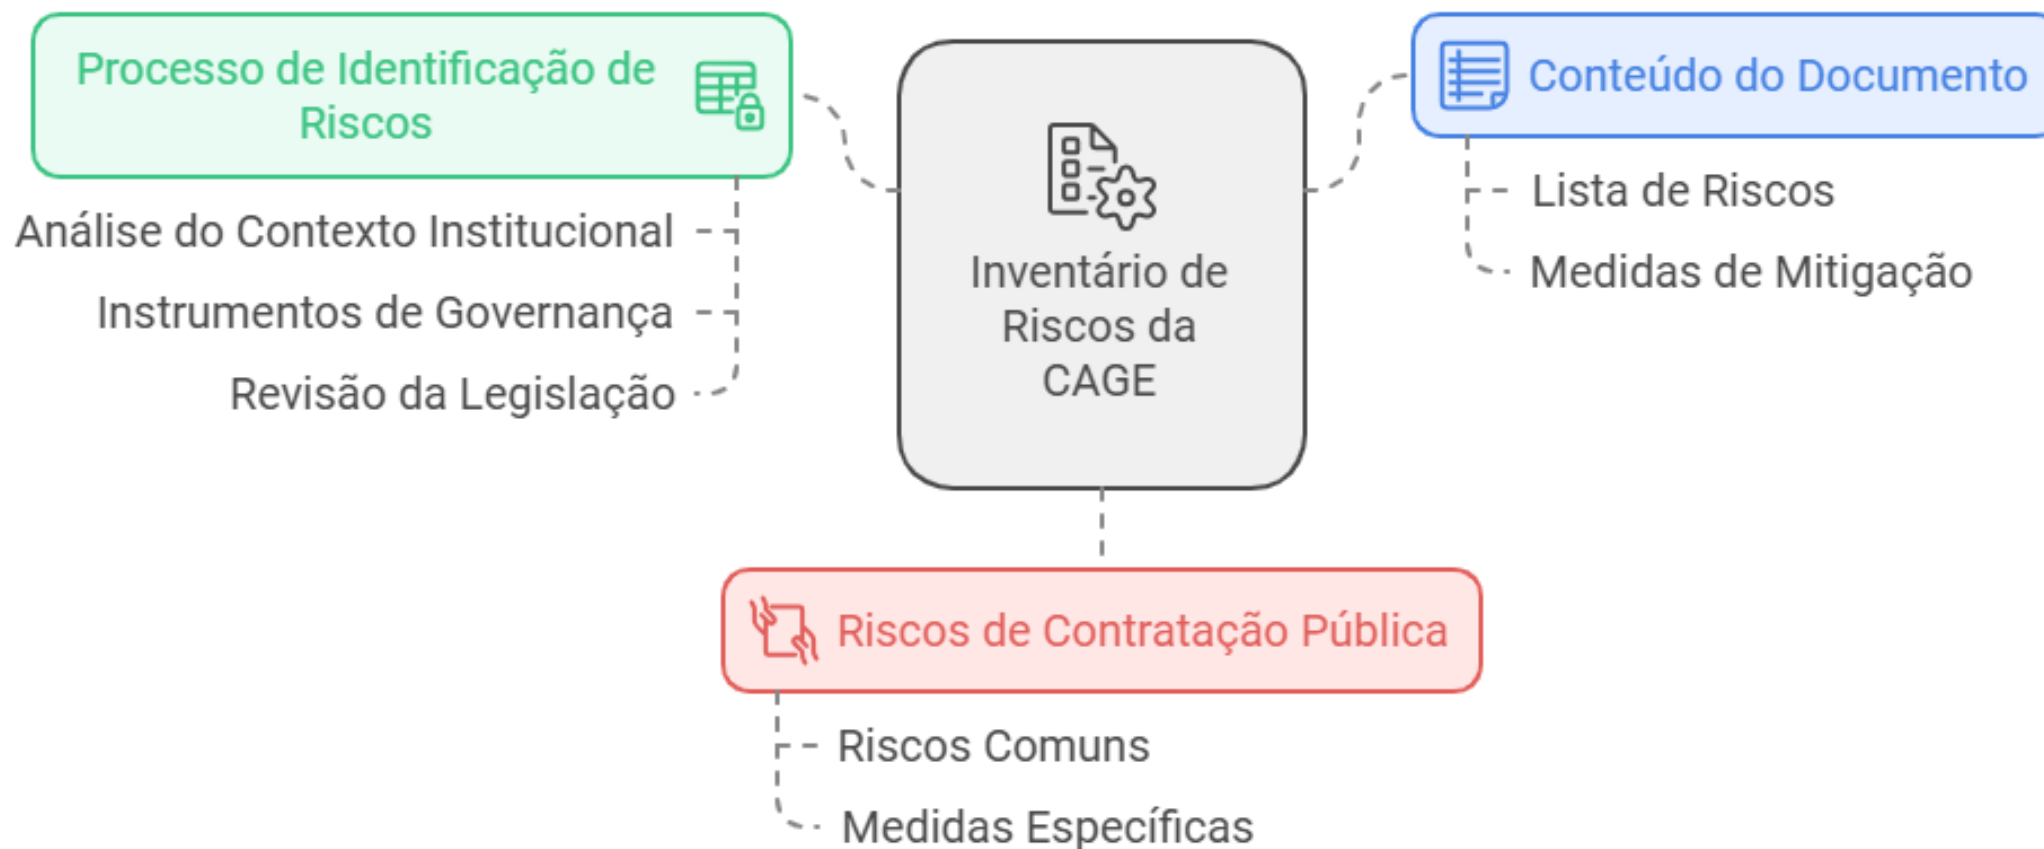 Processo de Identificação de
Riscos
Análise do Contexto Institucional
Instrumentos de Governança
Revisão da Legislação
Inventário de
Riscos da
CAGE
Conteúdo do Documento
Lista de Riscos
Medidas de Mitigação
Riscos de Contratação Pública
Riscos Comuns
Medidas Específicas